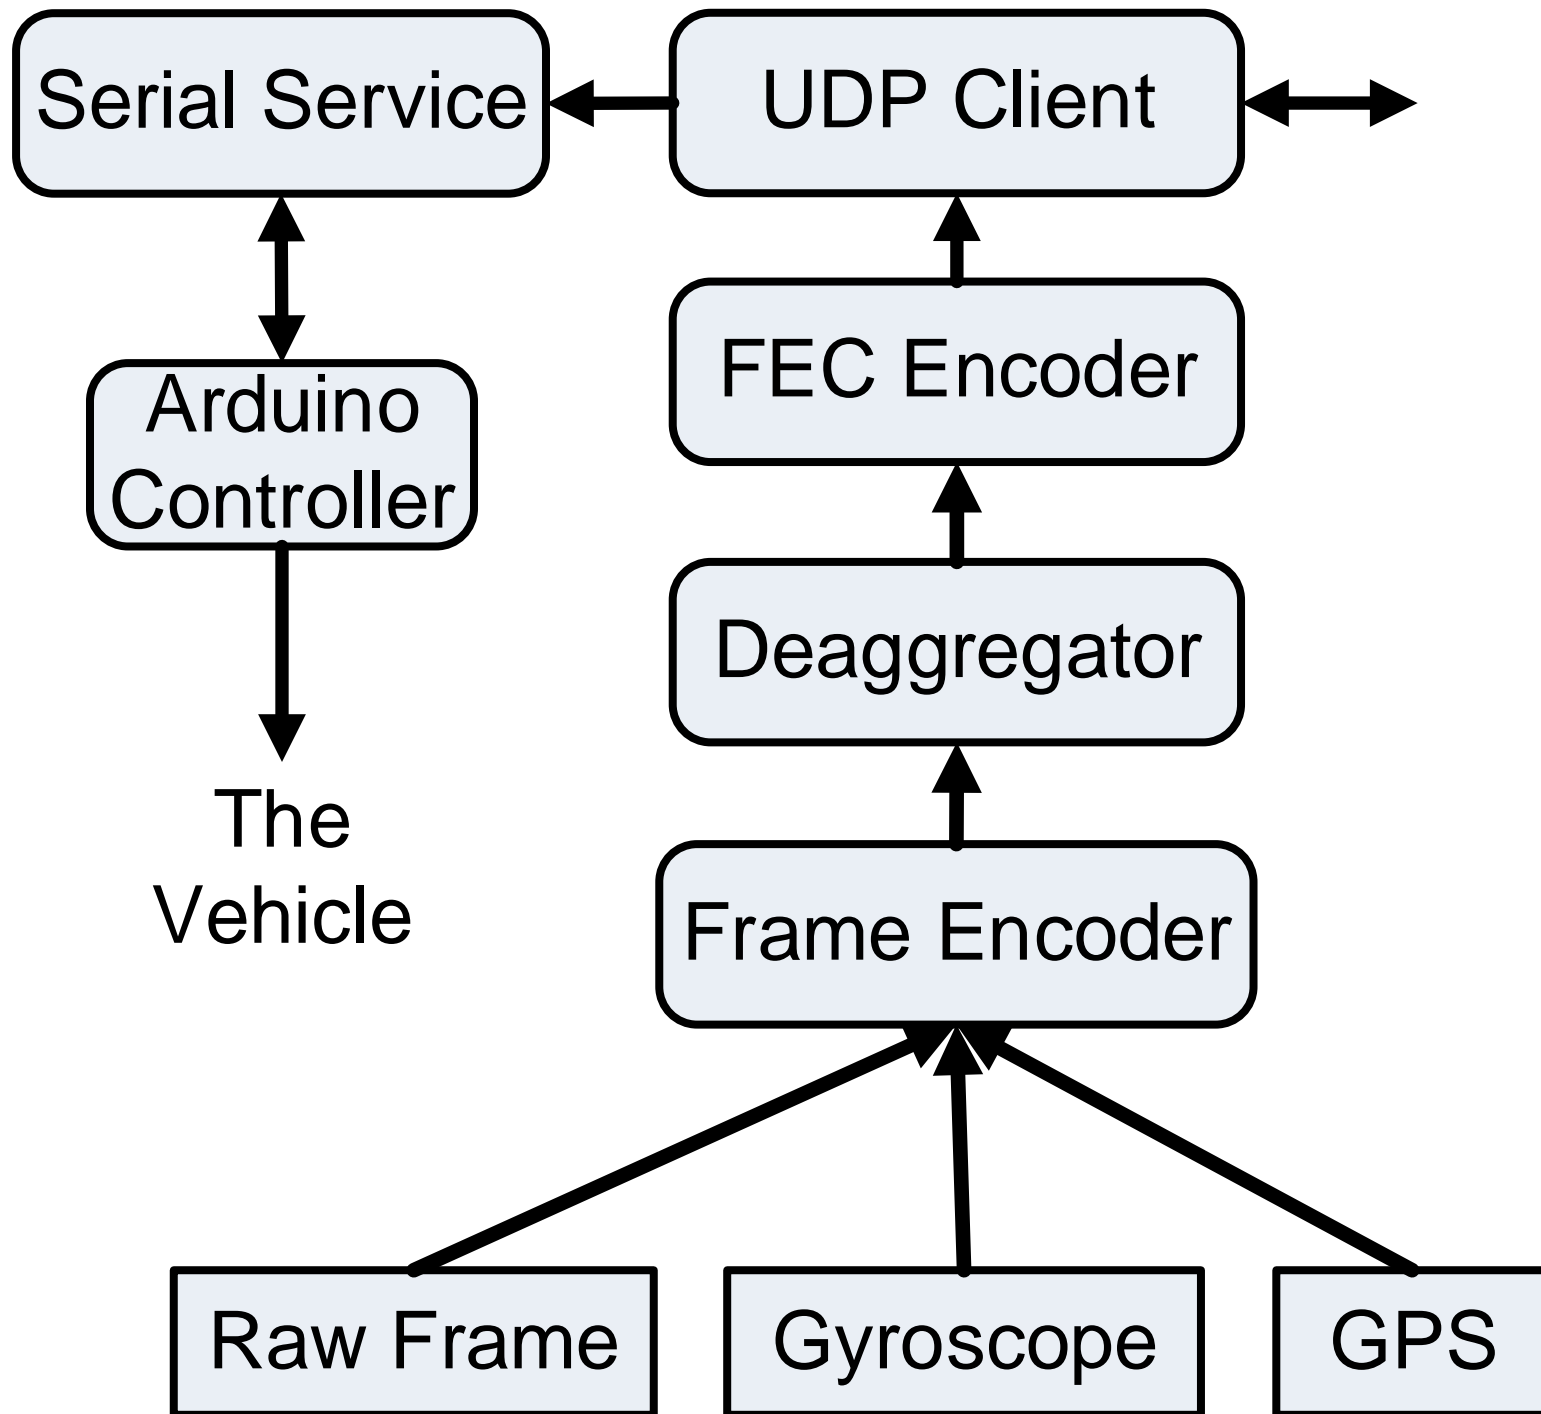 Serial Service
UDP Client
FEC Encoder
Arduino
Controller
Deaggregator
The
Vehicle
Frame Encoder
Raw Frame
Gyroscope
GPS